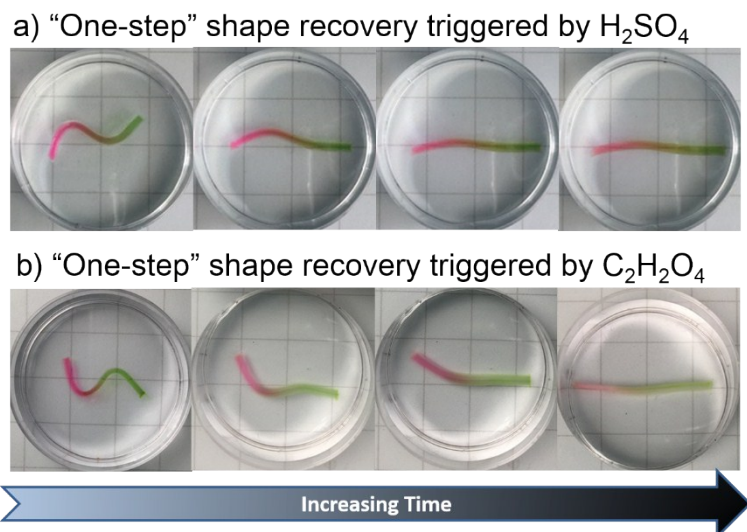 a) “One-step” shape recovery triggered by H₂SO₄
b) “One-step” shape recovery triggered by C₂H₂O₄
Increasing Time